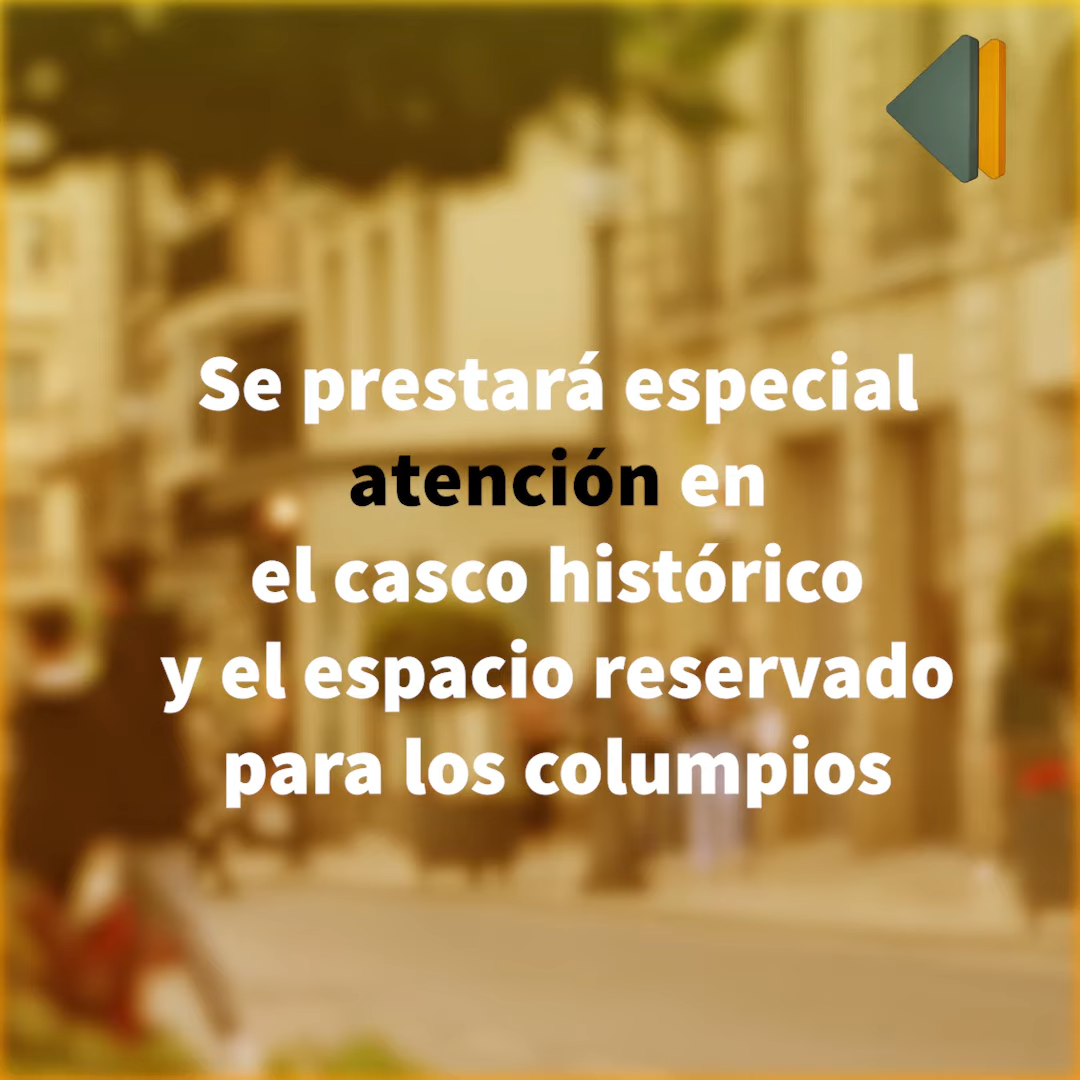 Se prestará especial
atención en
el casco histórico
y el espacio reservado
para los columpios